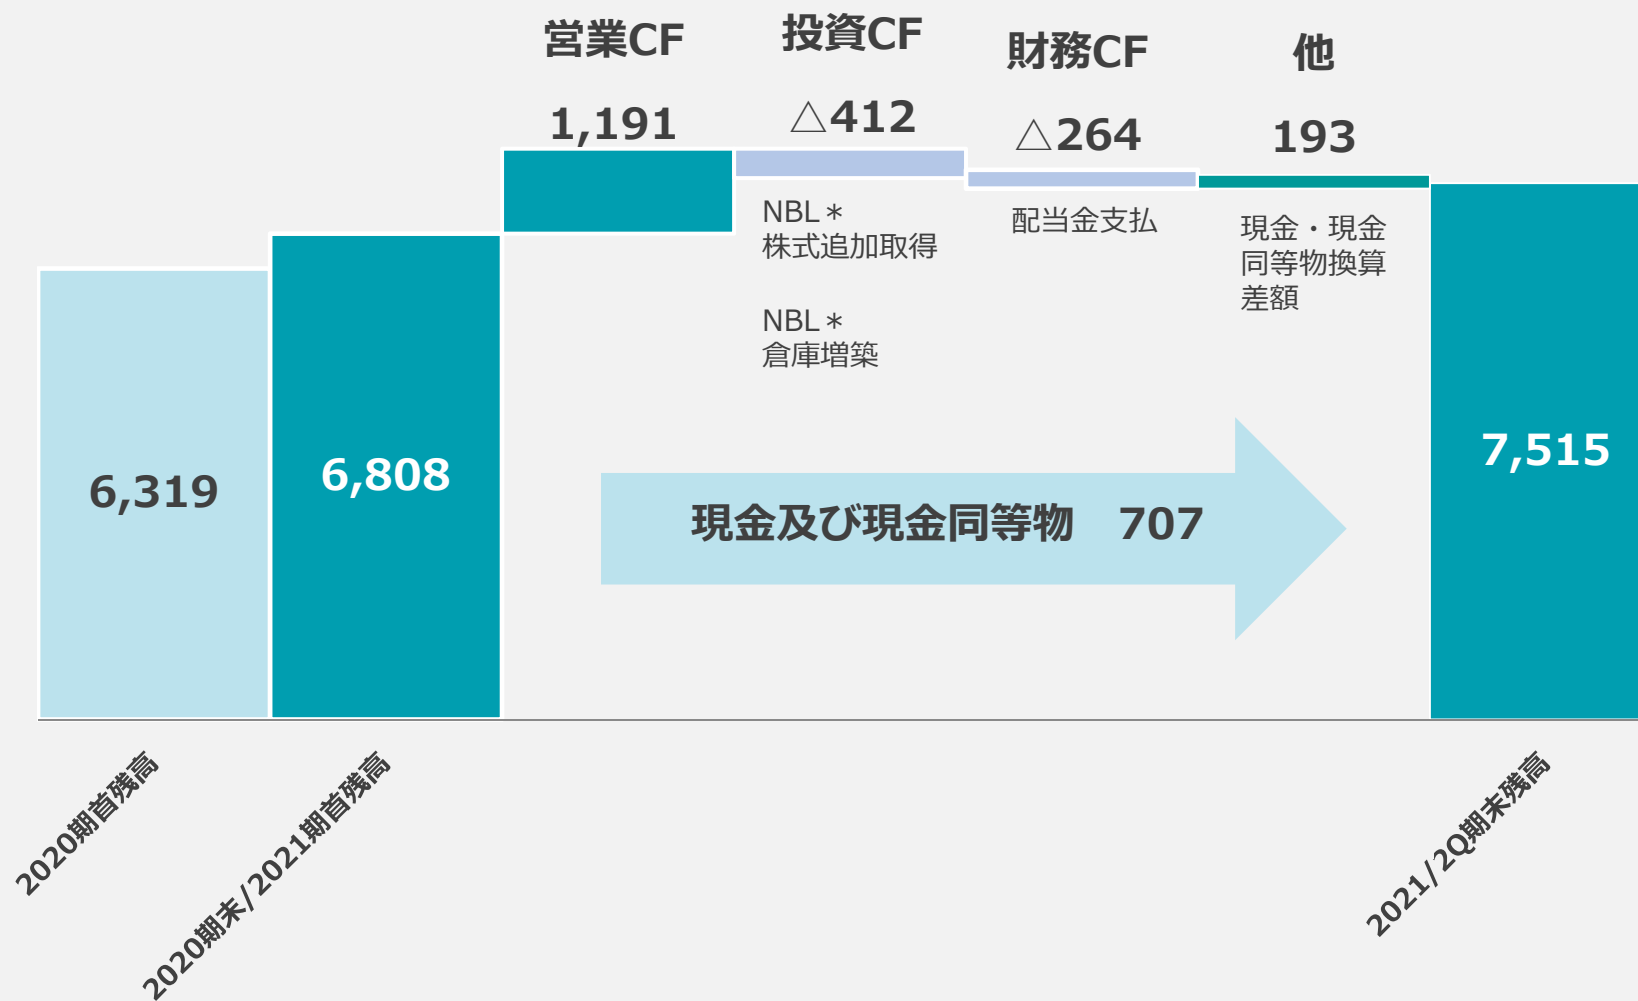 営業CF
1,191
投資CF
△412
財務CF
△264
他
193
NBL＊
株式追加取得
NBL＊
倉庫増築
配当金支払
現金・現金
同等物換算
差額
6,319
6,808
7,515
現金及び現金同等物　707
2020期首残高
2020期末/2021期首残高
2021/2Q期末残高